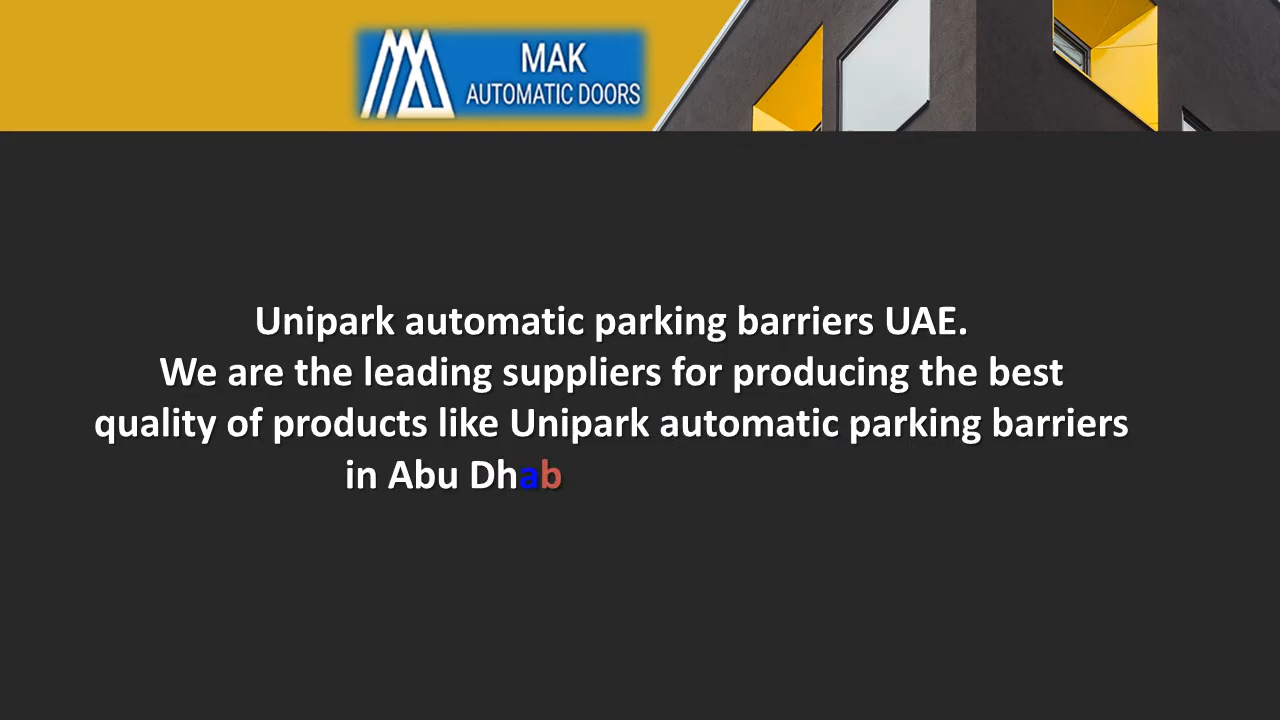 MAK
AUTOMATIC DOORS
Unipark automatic parking barriers UAE.
We are the leading suppliers for producing the best
quality of products like Unipark automatic parking barriers
in Abu Dhab